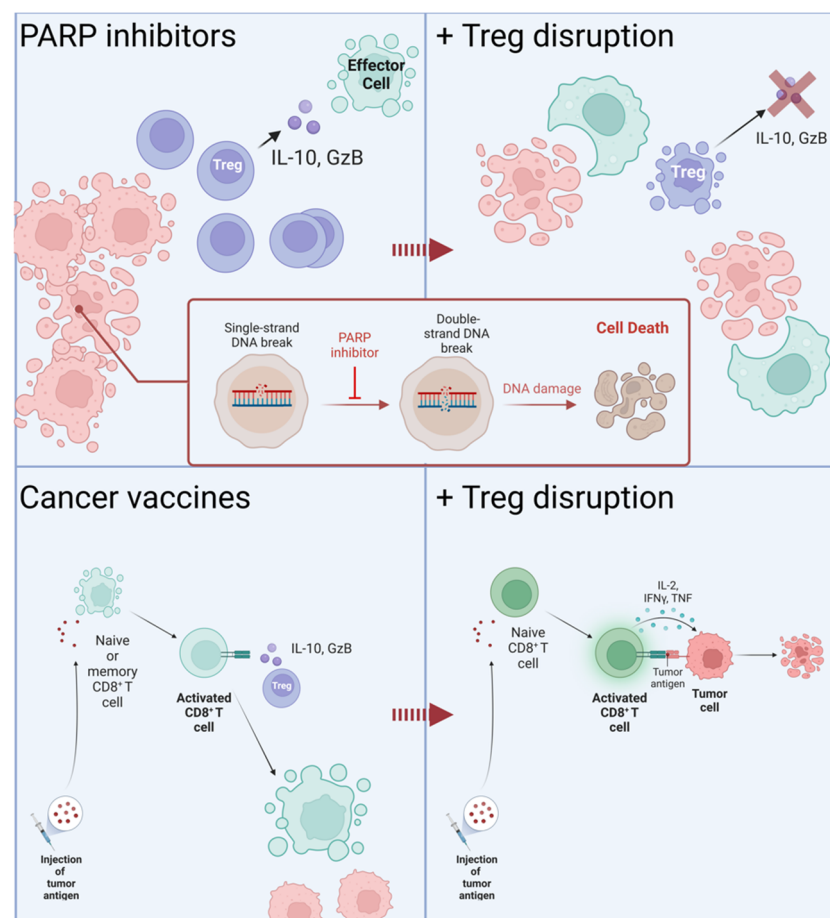 PARP inhibitors
Effector
Cell
Treg
IL-10, GzB
+ Treg disruption
Treg
IL-10, GzB
Single-strand
DNA break
PARP
inhibitor
Double-
strand DNA
break
DNA damage
Cell Death
Cancer vaccines
Naive
or
memory
CD8⁺ T
cell
Activated
CD8⁺ T
cell
IL-10, GzB
Treg
Injection
of
tumor
antigen
+ Treg disruption
Naive
CD8⁺ T
cell
IL-2,
IFNγ, TNF
Activated
CD8⁺ T
cell
Tumor
antigen
Tumor
cell
Injection
of
tumor
antigen